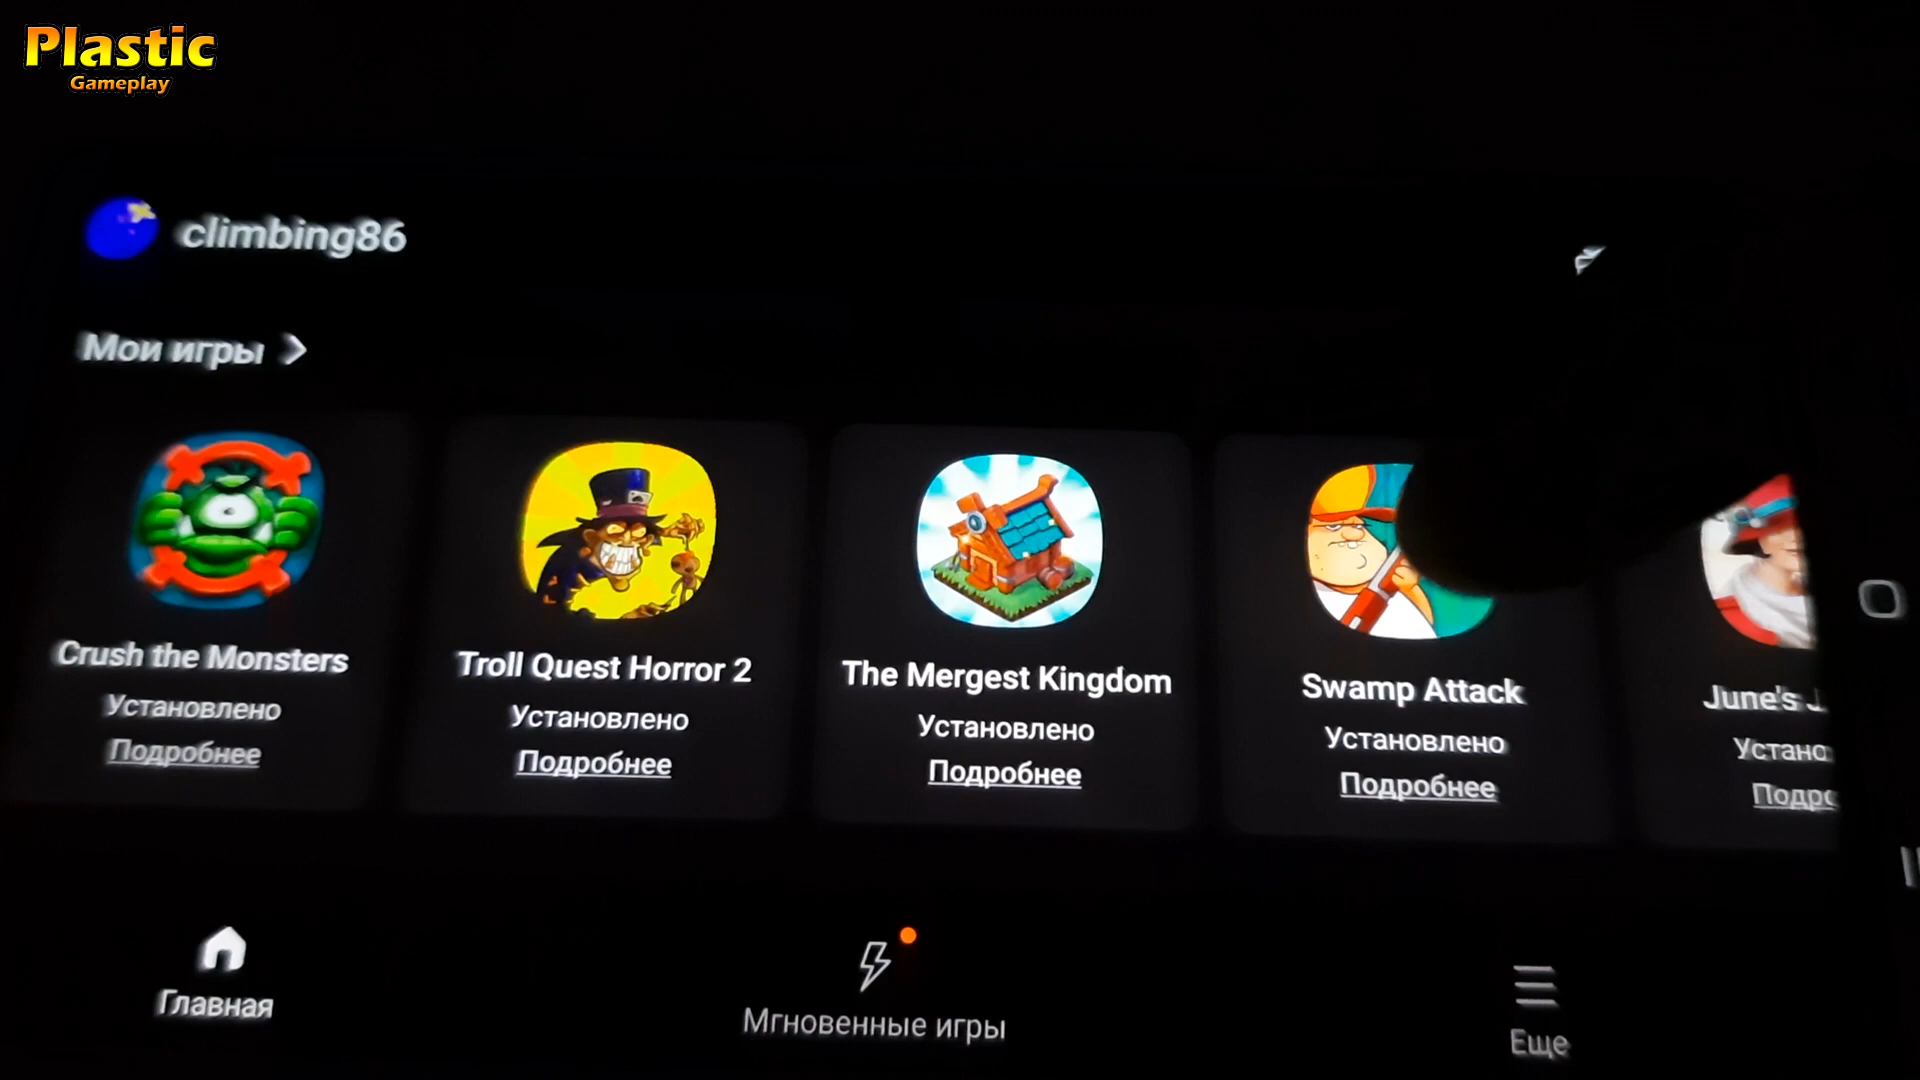 Plastic
Gameplay
climbing86
Мои игры
Crush the Monsters
Установлено
Подробнее
Troll Quest Horror 2
Установлено
Подробнее
The Mergest Kingdom
Установлено
Подробнее
Swamp Attack
Установлено
Подробнее
June's
Главная
Мгновенные игры
Еще